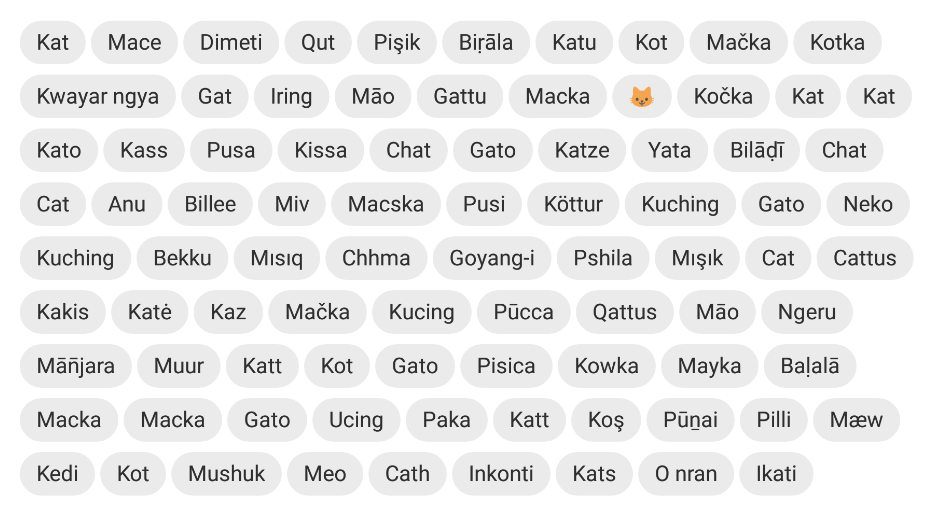 Kat Mace Dimeti Qut Pişik Biṛāla Katu Kot Mačka Kotka
Kwayar ngya Gat Iring Māo Gattu Macka 🐱 Kočka Kat Kat
Kato Kass Pusa Kissa Chat Gato Katze Yata Bilāḍī Chat
Cat Anu Billee Miv Macska Pusi Köttur Kuching Gato Neko
Kuching Bekku Mısıq Chhma Goyang-i Pshila Mışık Cat Cattus
Kakis Katė Kaz Mačka Kucing Pūcca Qattus Māo Ngeru
Mān̄jara Muur Katt Kot Gato Pisica Kowka Mayka Baḷalā
Macka Macka Gato Ucing Paka Katt Koş Pūṉai Pilli Mæw
Kedi Kot Mushuk Meo Cath Inkonti Kats O nran Ikati